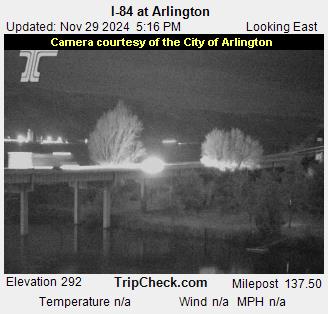 I-84 at Arlington
Updated: Nov 29 2024 5:16 PM Looking East
Camera courtesy of the City of Arlington
Elevation 292 TripCheck.com Milepost 137.50
Temperature n/a Wind n/a MPH n/a